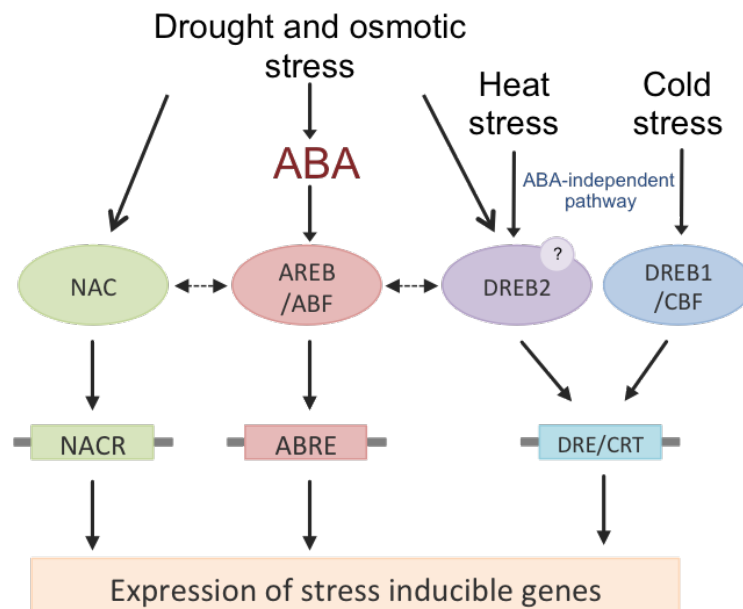 Drought and osmotic
stress
Heat
stress
Cold
stress
ABA
ABA-independent
pathway
NAC
AREB
/ABF
?
DREB2
DREB1
/CBF
NACR
ABRE
DRE/CRT
Expression of stress inducible genes